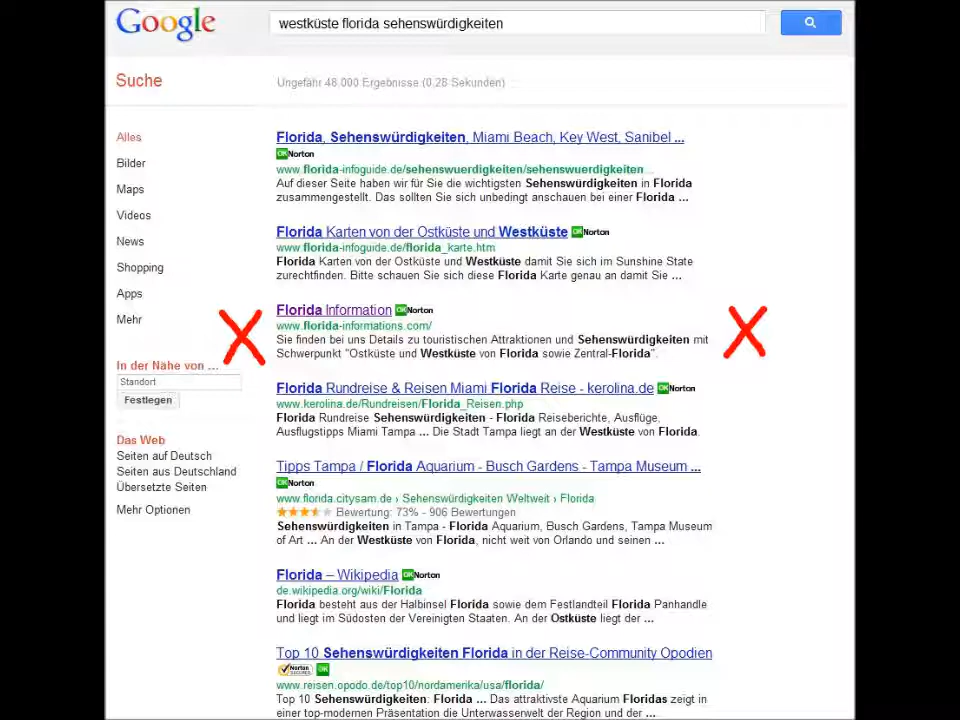 Google
westküste florida sehenswürdigkeiten
Suche
Ungefähr 48.000 Ergebnisse (0,28 Sekunden)
Alles
Bilder
Maps
Videos
News
Shopping
Apps
Mehr
In der Nähe von ...
Standort
Festlegen
Das Web
Seiten auf Deutsch
Seiten aus Deutschland
Übersetzte Seiten
Mehr Optionen
Florida, Sehenswürdigkeiten, Miami Beach, Key West, Sanibel ...
OK Norton
www.florida-infoguide.de/sehenswuerdigkeiten/sehenswuerdigkeiten...
Auf dieser Seite haben wir für Sie die wichtigsten Sehenswürdigkeiten in Florida
zusammengestellt. Das sollten Sie sich unbedingt anschauen bei einer Florida ...
Florida Karten von der Ostküste und Westküste OK Norton
www.florida-infoguide.de/florida_karte.htm
Florida Karten von der Ostküste und Westküste damit Sie sich im Sunshine State
zurechtfinden. Bitte schauen Sie sich diese Florida Karte genau an damit Sie ...
Florida Information OK Norton
www.florida-informations.com/
Sie finden bei uns Details zu touristischen Attraktionen und Sehenswürdigkeiten mit
Schwerpunkt "Ostküste und Westküste von Florida sowie Zentral-Florida".
Florida Rundreise & Reisen Miami Florida Reise - kerolina.de OK Norton
www.kerolina.de/Rundreisen/Florida_Reisen.php
Florida Rundreise Sehenswürdigkeiten - Florida Reiseberichte, Ausflüge,
Ausflugstipps Miami Tampa ... Die Stadt Tampa liegt an der Westküste von Florida.
Tipps Tampa / Florida Aquarium - Busch Gardens - Tampa Museum ...
OK Norton
www.florida.citysam.de › Sehenswürdigkeiten Weltweit › Florida
Bewertung: 73% - 906 Bewertungen
Sehenswürdigkeiten in Tampa - Florida Aquarium, Busch Gardens, Tampa Museum
of Art ... An der Westküste von Florida, nicht weit von Orlando und seinen ...
Florida – Wikipedia OK Norton
de.wikipedia.org/wiki/Florida
Florida besteht aus der Halbinsel Florida sowie dem Festlandteil Florida Panhandle
und liegt im Südosten der Vereinigten Staaten. An der Ostküste liegt der ...
Top 10 Sehenswürdigkeiten Florida in der Reise-Community Opodien
Norton SECURED OK
www.reisen.opodo.de/top10/nordamerika/usa/florida/
Top 10 Sehenswürdigkeiten: Florida ... Das attraktivste Aquarium Floridas zeigt in
einer top-modernen Präsentation die Unterwasserwelt der Region und der ...